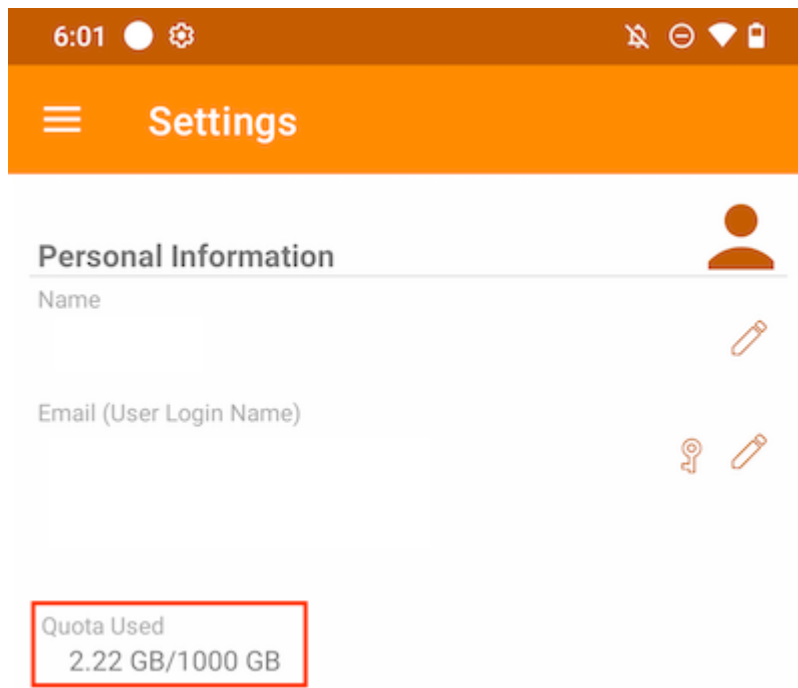 6:01
Settings
Personal Information
Name
Email (User Login Name)
Quota Used
2.22 GB/1000 GB